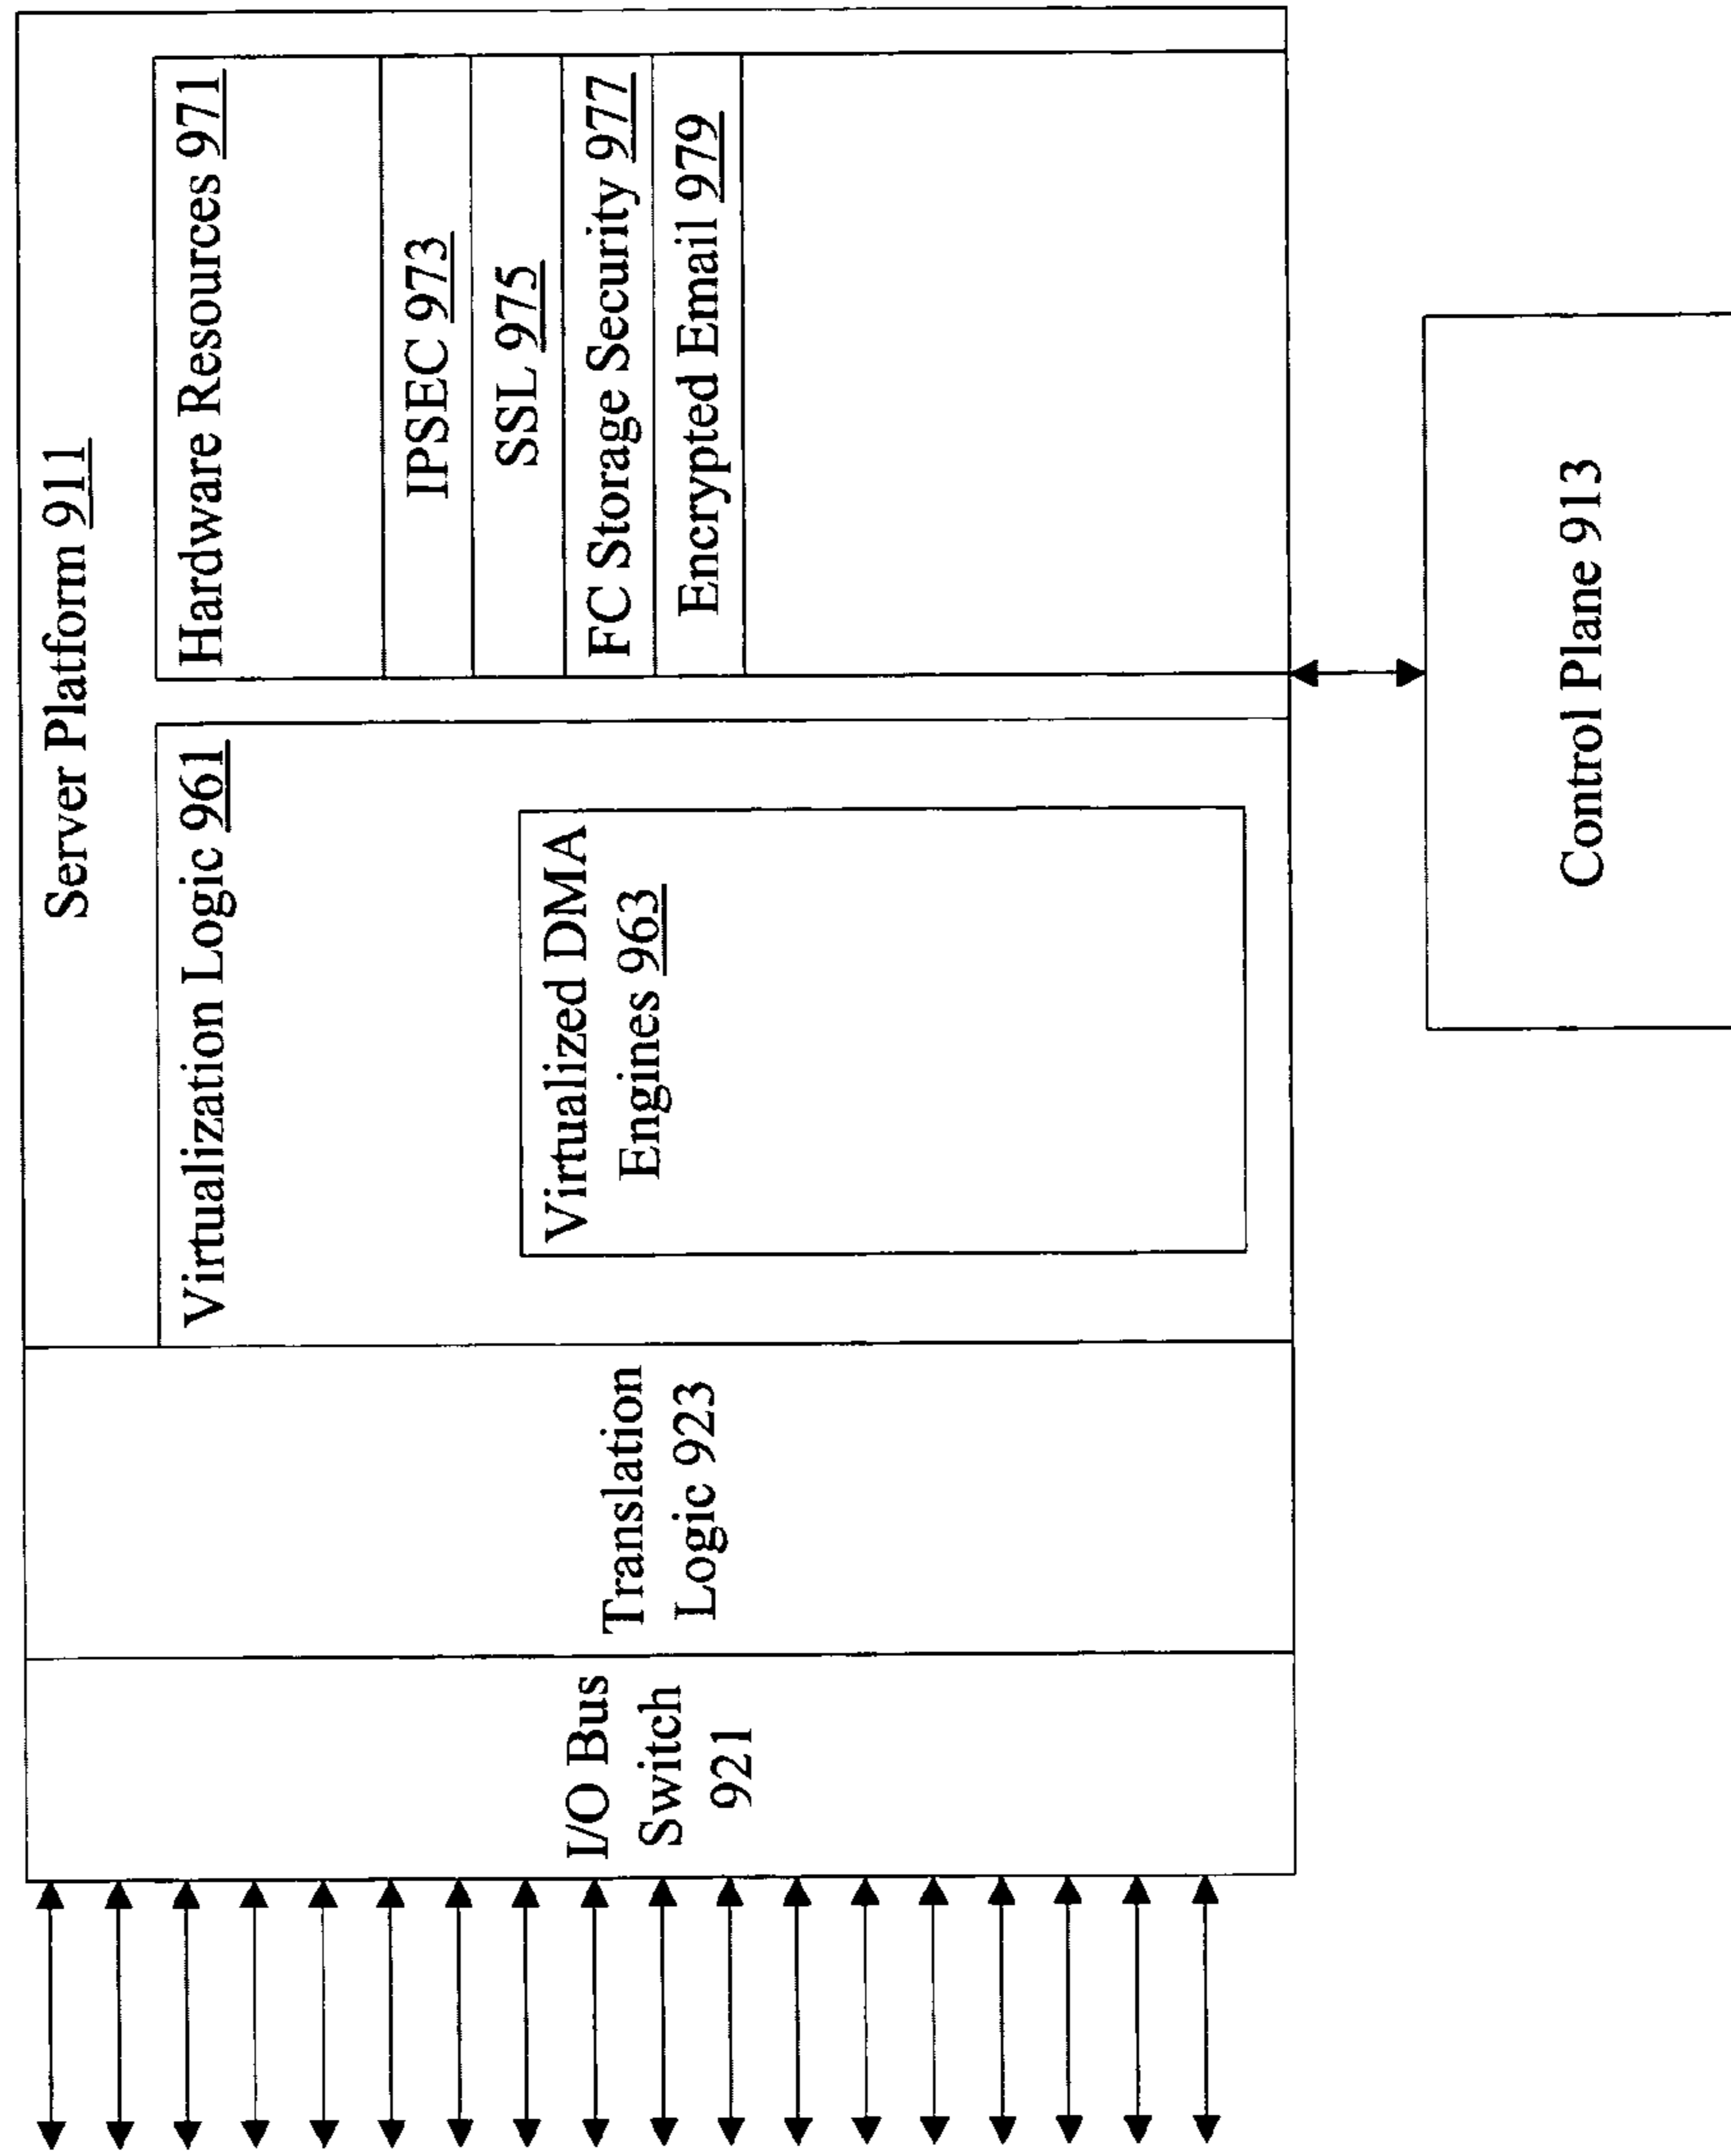 Server Platform 911
I/O Bus
Switch
921
Translation
Logic 923
Virtualization Logic 961
Virtualized DMA
Engines 963
Hardware Resources 971
IPSEC 973
SSL 975
FC Storage Security 977
Encrypted Email 979
Control Plane 913